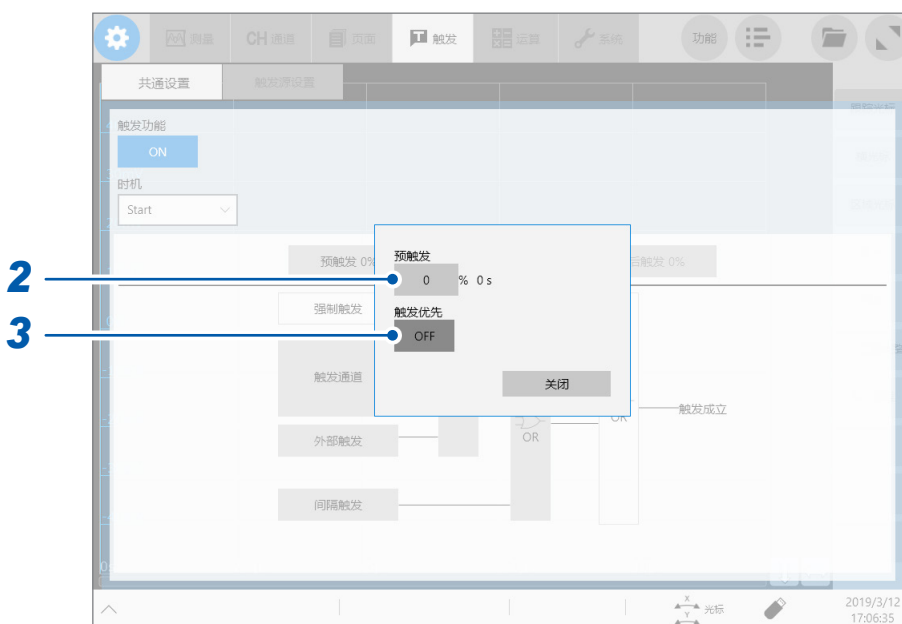 测量 CH 通道 页面 T 触发 运算 系统 功能
共通设置 触发源设置
触发功能
ON
时机
Start
预触发 0% 后触发 0%
强制触发
触发通道
外部触发
间隔触发
OR
OR
触发成立
预触发
2 0 % 0 s
触发优先
3 OFF
关闭
X
Y
光标
2019/3/12
17:06:35